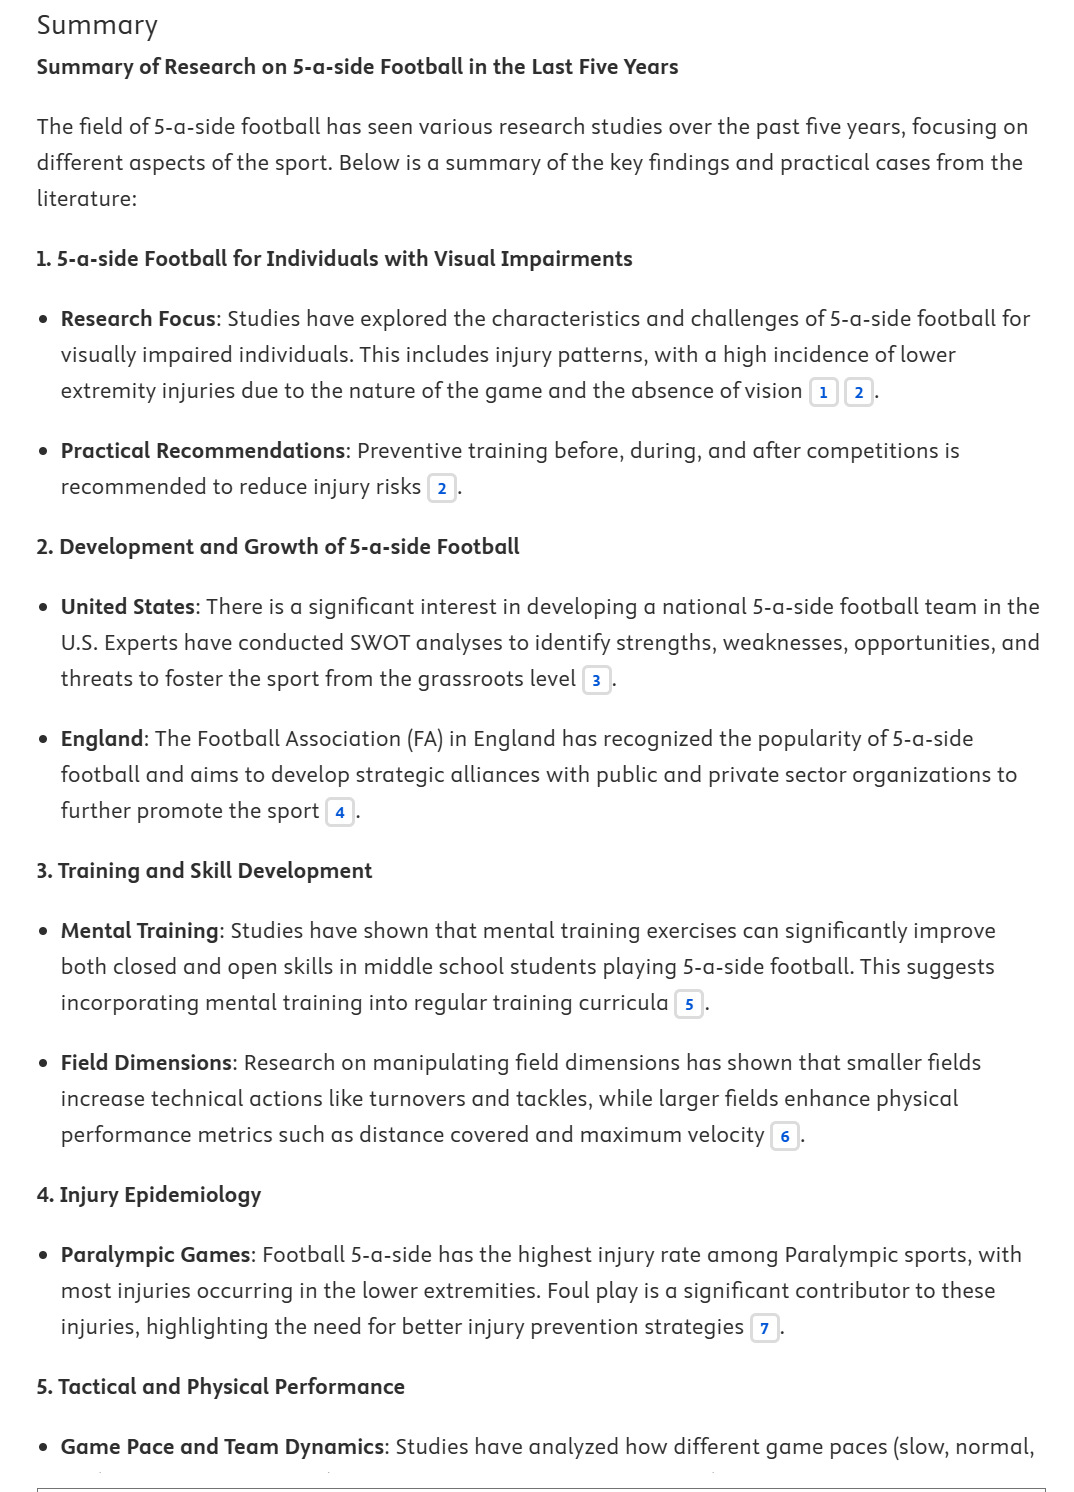 Summary
Summary of Research on 5-a-side Football in the Last Five Years
The field of 5-a-side football has seen various research studies over the past five years, focusing on
different aspects of the sport. Below is a summary of the key findings and practical cases from the
literature:
1. 5-a-side Football for Individuals with Visual Impairments
• Research Focus: Studies have explored the characteristics and challenges of 5-a-side football for
visually impaired individuals. This includes injury patterns, with a high incidence of lower
extremity injuries due to the nature of the game and the absence of vision 1 2.
• Practical Recommendations: Preventive training before, during, and after competitions is
recommended to reduce injury risks 2.
2. Development and Growth of 5-a-side Football
• United States: There is a significant interest in developing a national 5-a-side football team in the
U.S. Experts have conducted SWOT analyses to identify strengths, weaknesses, opportunities, and
threats to foster the sport from the grassroots level 3.
• England: The Football Association (FA) in England has recognized the popularity of 5-a-side
football and aims to develop strategic alliances with public and private sector organizations to
further promote the sport 4.
3. Training and Skill Development
• Mental Training: Studies have shown that mental training exercises can significantly improve
both closed and open skills in middle school students playing 5-a-side football. This suggests
incorporating mental training into regular training curricula 5.
• Field Dimensions: Research on manipulating field dimensions has shown that smaller fields
increase technical actions like turnovers and tackles, while larger fields enhance physical
performance metrics such as distance covered and maximum velocity 6.
4. Injury Epidemiology
• Paralympic Games: Football 5-a-side has the highest injury rate among Paralympic sports, with
most injuries occurring in the lower extremities. Foul play is a significant contributor to these
injuries, highlighting the need for better injury prevention strategies 7.
5. Tactical and Physical Performance
• Game Pace and Team Dynamics: Studies have analyzed how different game paces (slow, normal,